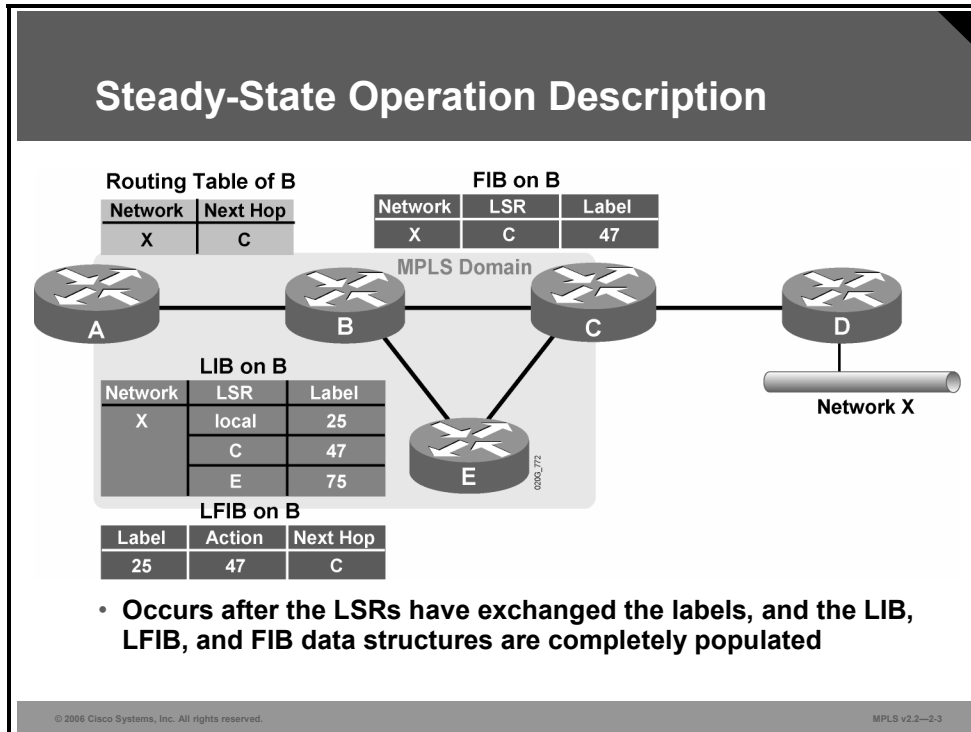 Steady-State Operation Description
Routing Table of B
Network Next Hop
X C
FIB on B
Network LSR Label
X C 47
MPLS Domain
A
B
C
D
Network X
LIB on B
Network LSR Label
X local 25
C 47
E 75
E
020G_772
LFIB on B
Label Action Next Hop
25 47 C
• Occurs after the LSRs have exchanged the labels, and the LIB,
LFIB, and FIB data structures are completely populated
© 2006 Cisco Systems, Inc. All rights reserved.
MPLS v2.2—2-3